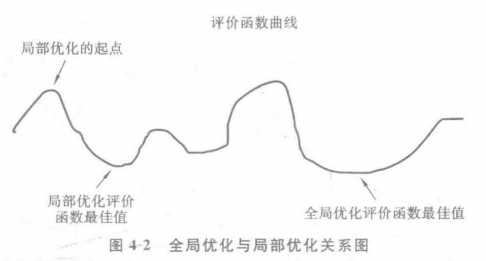 评价函数曲线
局部优化的起点
局部优化评价
函数最佳值
全局优化评价函数最佳值
图 4-2 全局优化与局部优化关系图